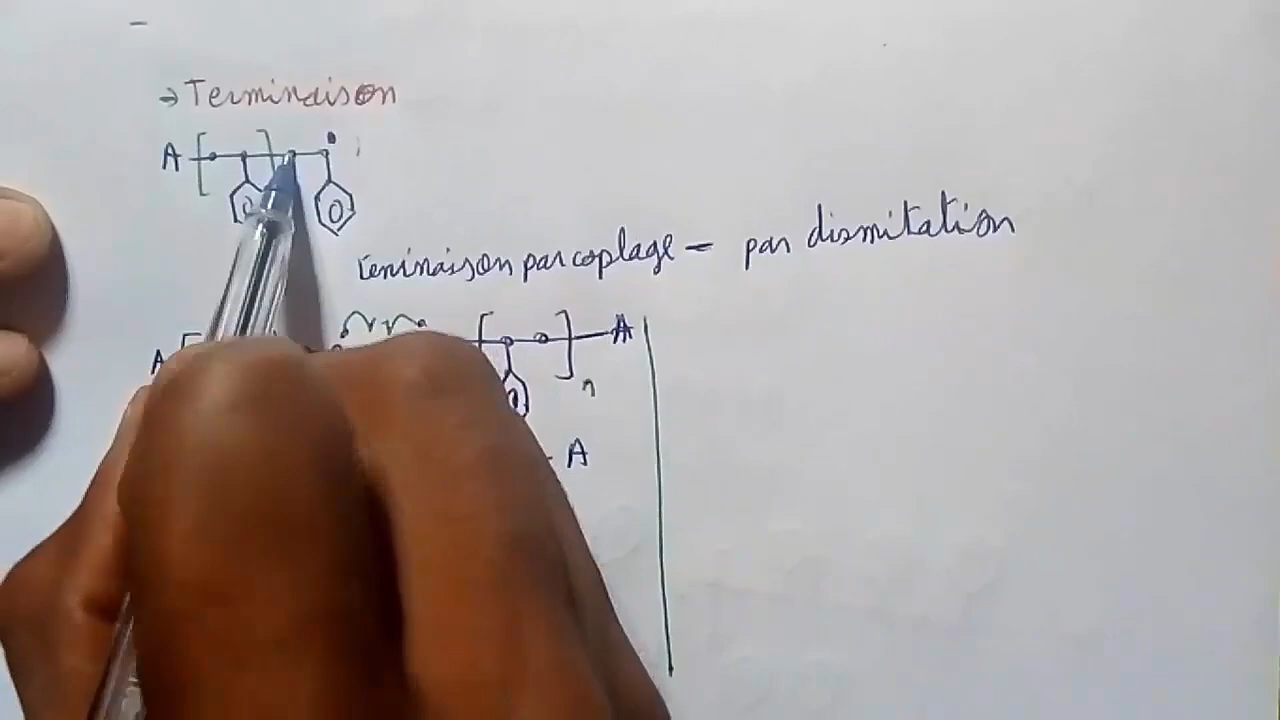 → Terminaison
A
terminaison par coplage - par dismitation
A
A
n
A